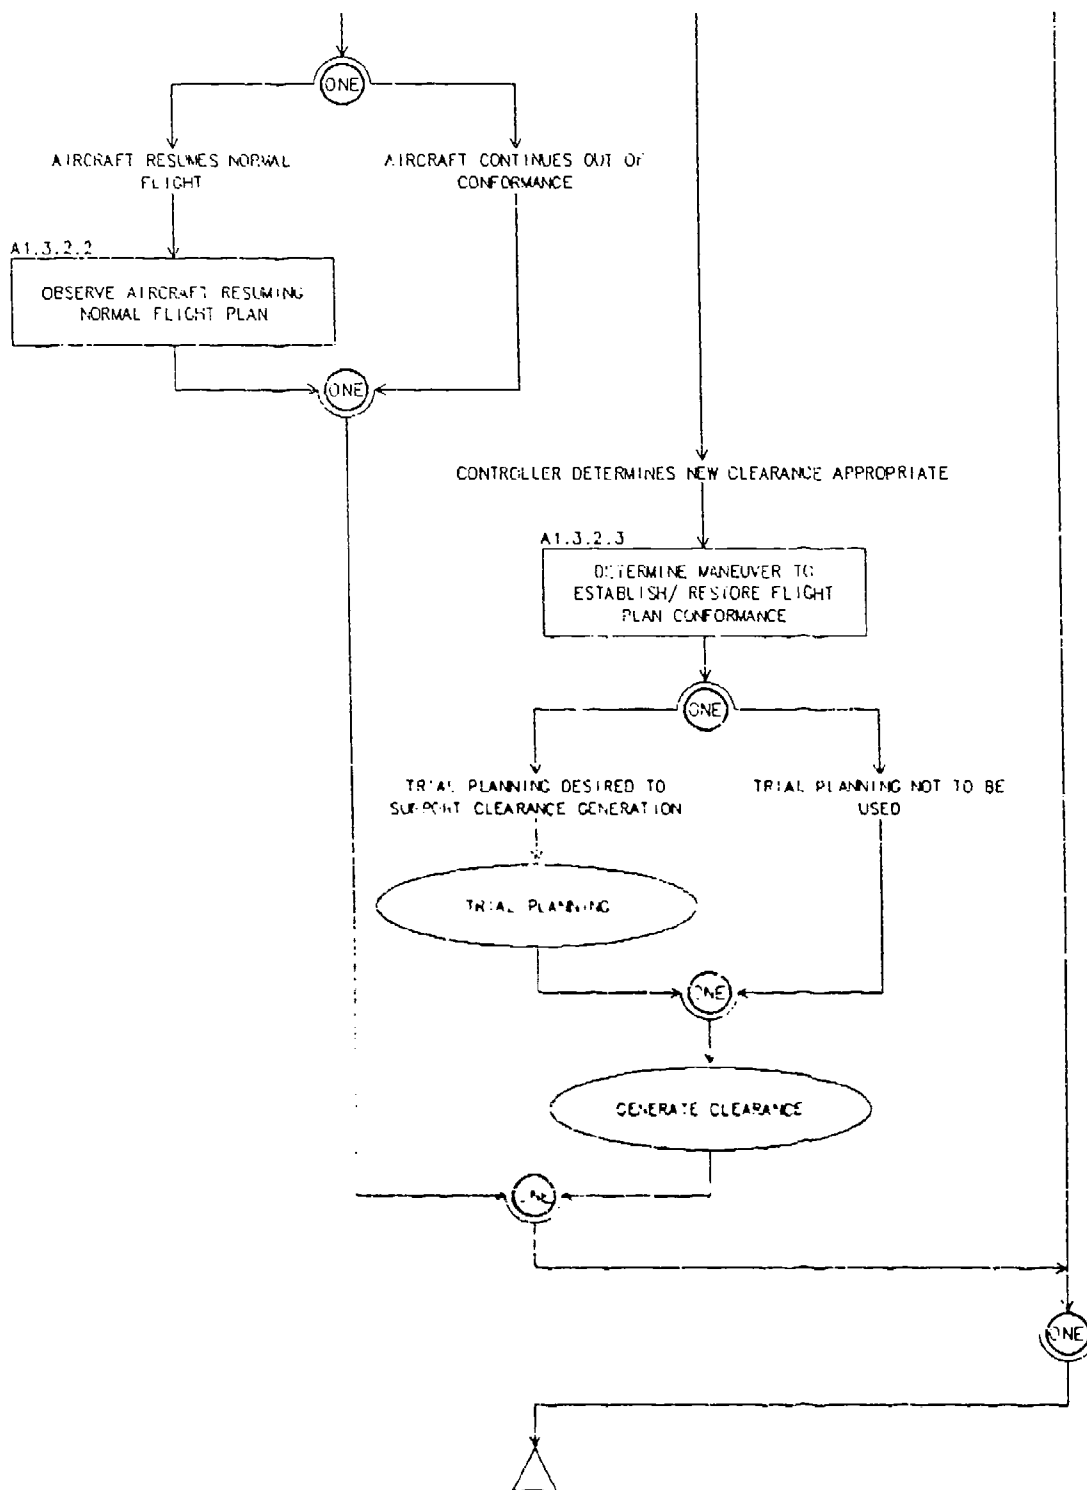 ONE
AIRCRAFT RESUMES NORMAL
FLIGHT
AIRCRAFT CONTINUES OUT OF
CONFORMANCE
A1.3.2.2
OBSERVE AIRCRAFT RESUMING
NORMAL FLIGHT PLAN
ONE
CONTROLLER DETERMINES NEW CLEARANCE APPROPRIATE
A1.3.2.3
DETERMINE MANEUVER TO
ESTABLISH/ RESTORE FLIGHT
PLAN CONFORMANCE
ONE
TRIAL PLANNING DESIRED TO
SUPPORT CLEARANCE GENERATION
TRIAL PLANNING NOT TO BE
USED
TRIAL PLANNING
ONE
GENERATE CLEARANCE
ONE